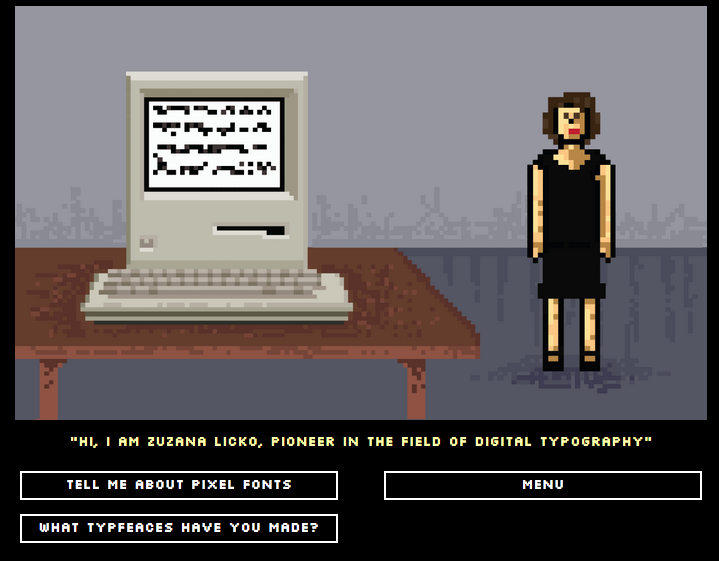 "HI, I AM ZUZANA LICKO, PIONEER IN THE FIELD OF DIGITAL TYPOGRAPHY"
TELL ME ABOUT PIXEL FONTS
MENU
WHAT TYPFEACES HAVE YOU MADE?